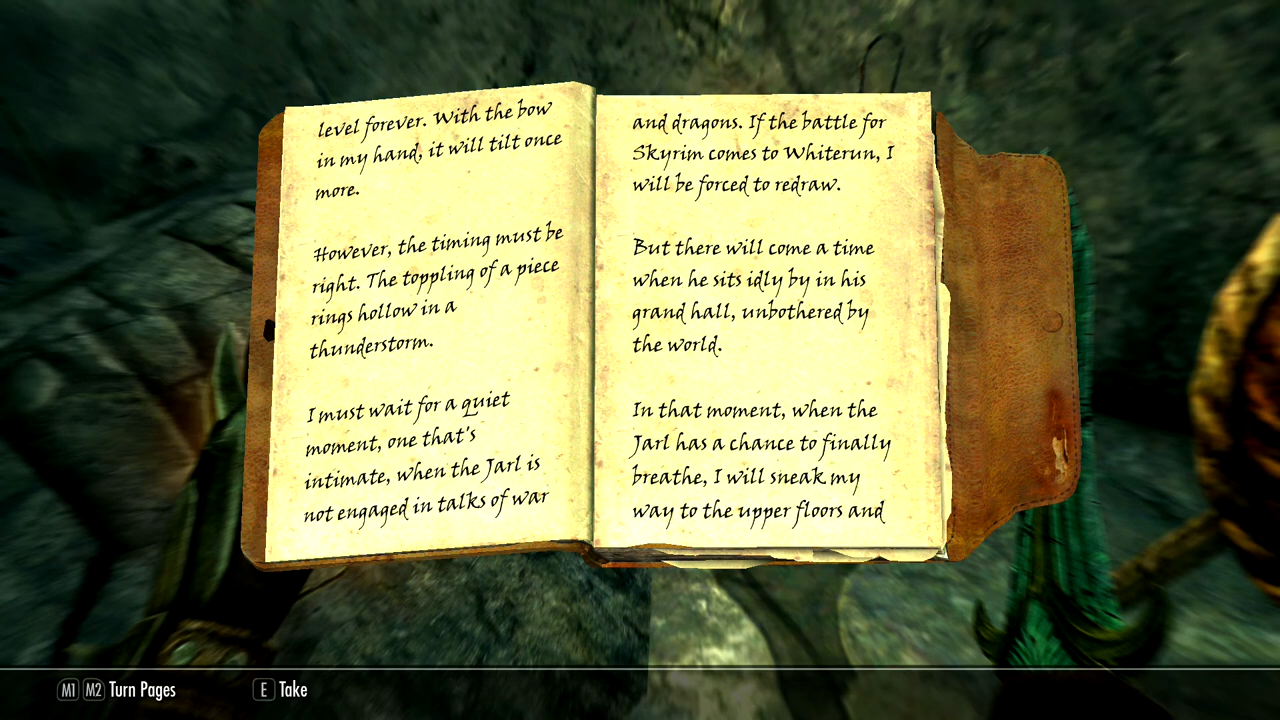 level forever. With the bow
in my hand, it will tilt once
more.
However, the timing must be
right. The toppling of a piece
rings hollow in a
thunderstorm.
I must wait for a quiet
moment, one that's
intimate, when the Jarl is
not engaged in talks of war
and dragons. If the battle for
Skyrim comes to Whiterun, I
will be forced to redraw.
But there will come a time
when he sits idly by in his
grand hall, unbothered by
the world.
In that moment, when the
Jarl has a chance to finally
breathe, I will sneak my
way to the upper floors and
M1 M2 Turn Pages
E Take